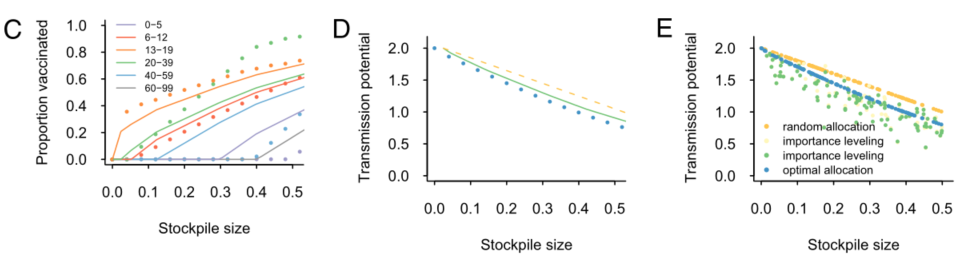 C
Proportion vaccinated
1.0
0.8
0.6
0.4
0.2
0.0
0−5
6−12
13−19
20−39
40−59
60−99
0.0 0.1 0.2 0.3 0.4 0.5
Stockpile size
D
Transmission potential
2.0
1.5
1.0
0.5
0.0
0.0 0.1 0.2 0.3 0.4 0.5
Stockpile size
E
Transmission potential
2.0
1.5
1.0
0.5
0.0
random allocation
importance leveling
importance leveling
optimal allocation
0.0 0.1 0.2 0.3 0.4 0.5
Stockpile size